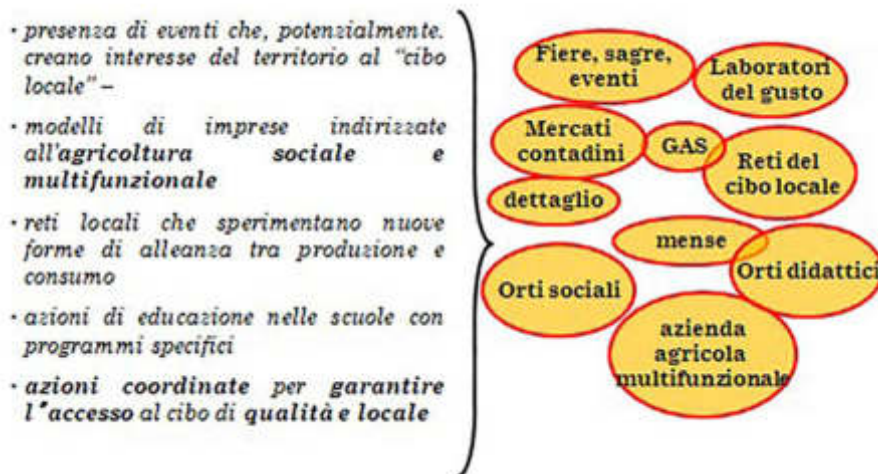 • presenza di eventi che, potenzialmente.
creano interesse del territorio al “cibo
locale” –
• modelli di imprese indirizzate
all’agricoltura sociale e
multifunzionale
• reti locali che sperimentano nuove
forme di alleanza tra produzione e
consumo
• azioni di educazione nelle scuole con
programmi specifici
• azioni coordinate per garantire
l’accesso al cibo di qualità e locale
Fiere, sagre,
eventi
Laboratori
del gusto
Mercati
contadini
GAS
Reti del
cibo locale
dettaglio
mense
Orti didattici
Orti sociali
azienda
agricola
multifunzionale